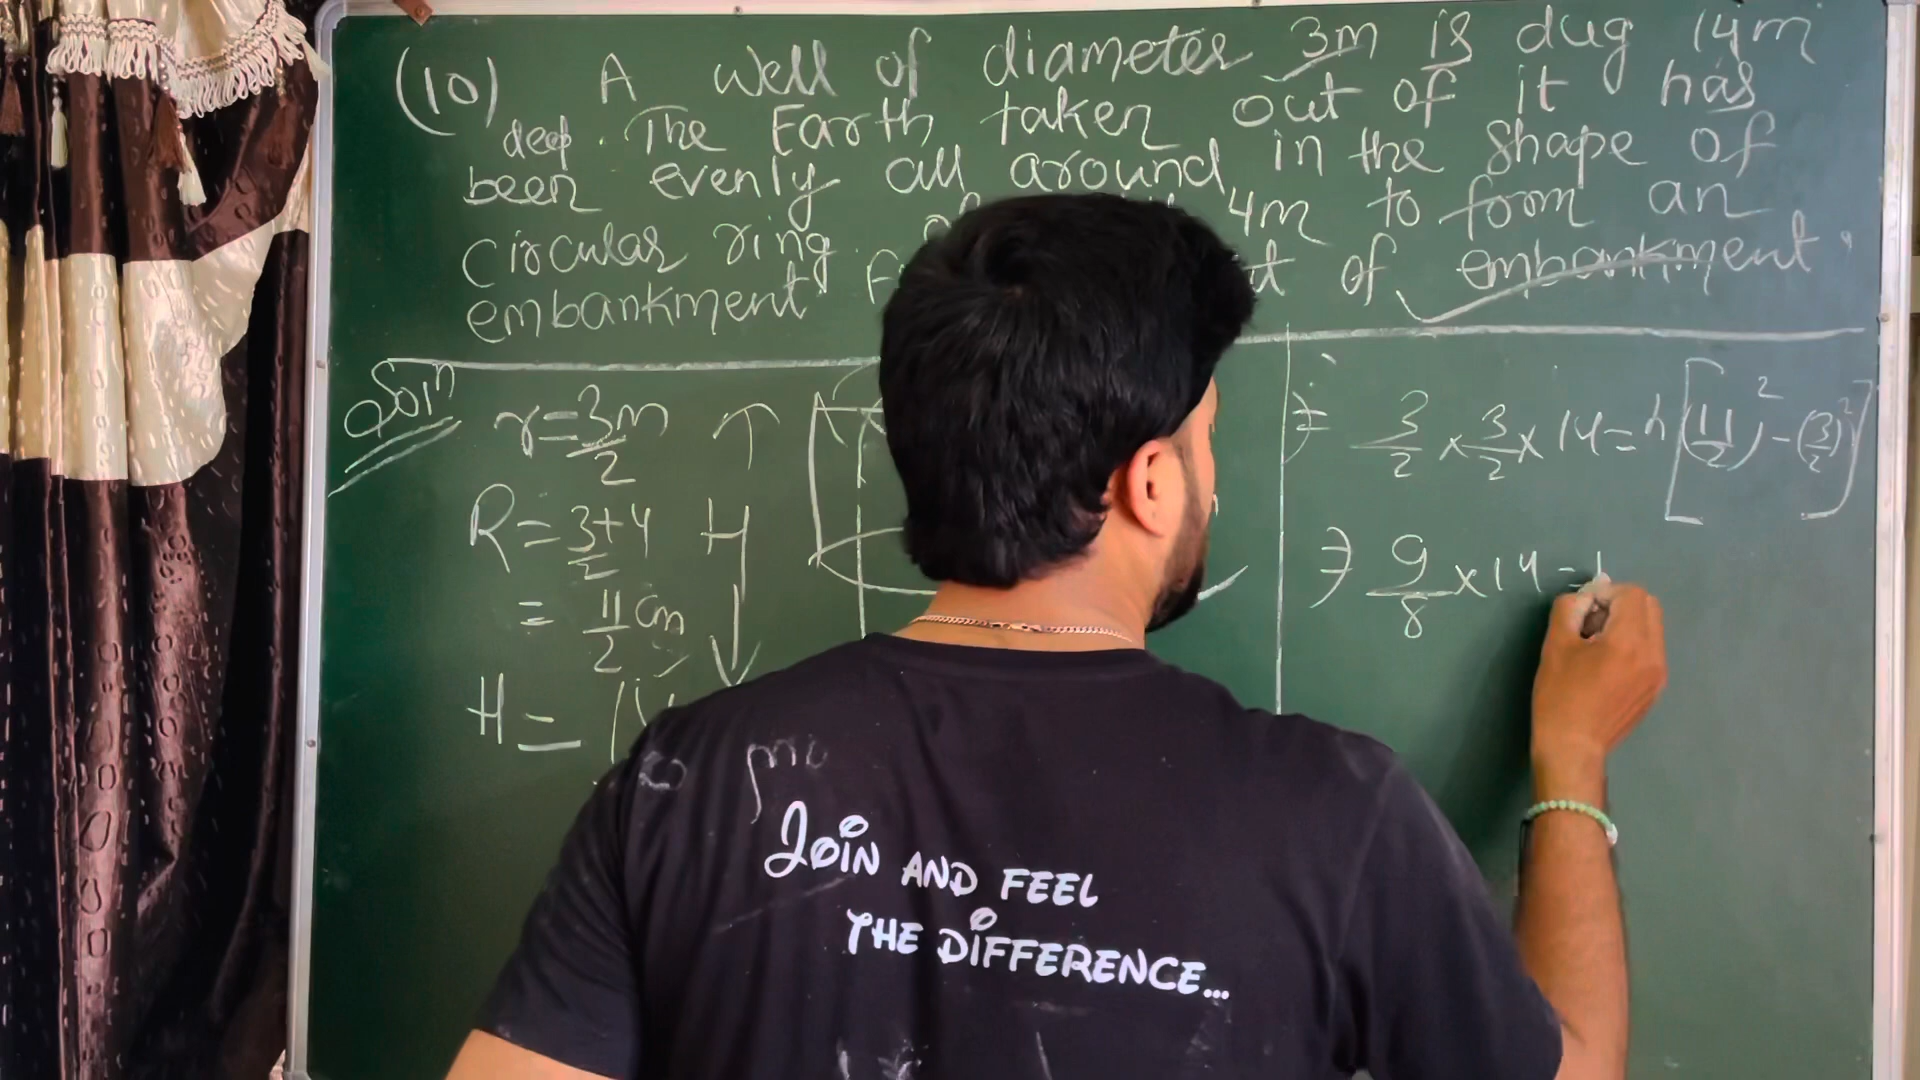 (10) A well of diameter 3m is dug 14m
deep. The Earth taken out of it has
been evenly all around in the shape of
circular ring 4m to form an
embankment of embankment.
Solⁿ
r = 3m/2
R = 3/2 + 4
= 11/2 cm
H =
H
⇒ 3/2 × 3/2 × 14 = h [(11/2)² - (3/2)²]
⇒ 9/8 × 14 =
JOIN AND FEEL
THE DIFFERENCE...